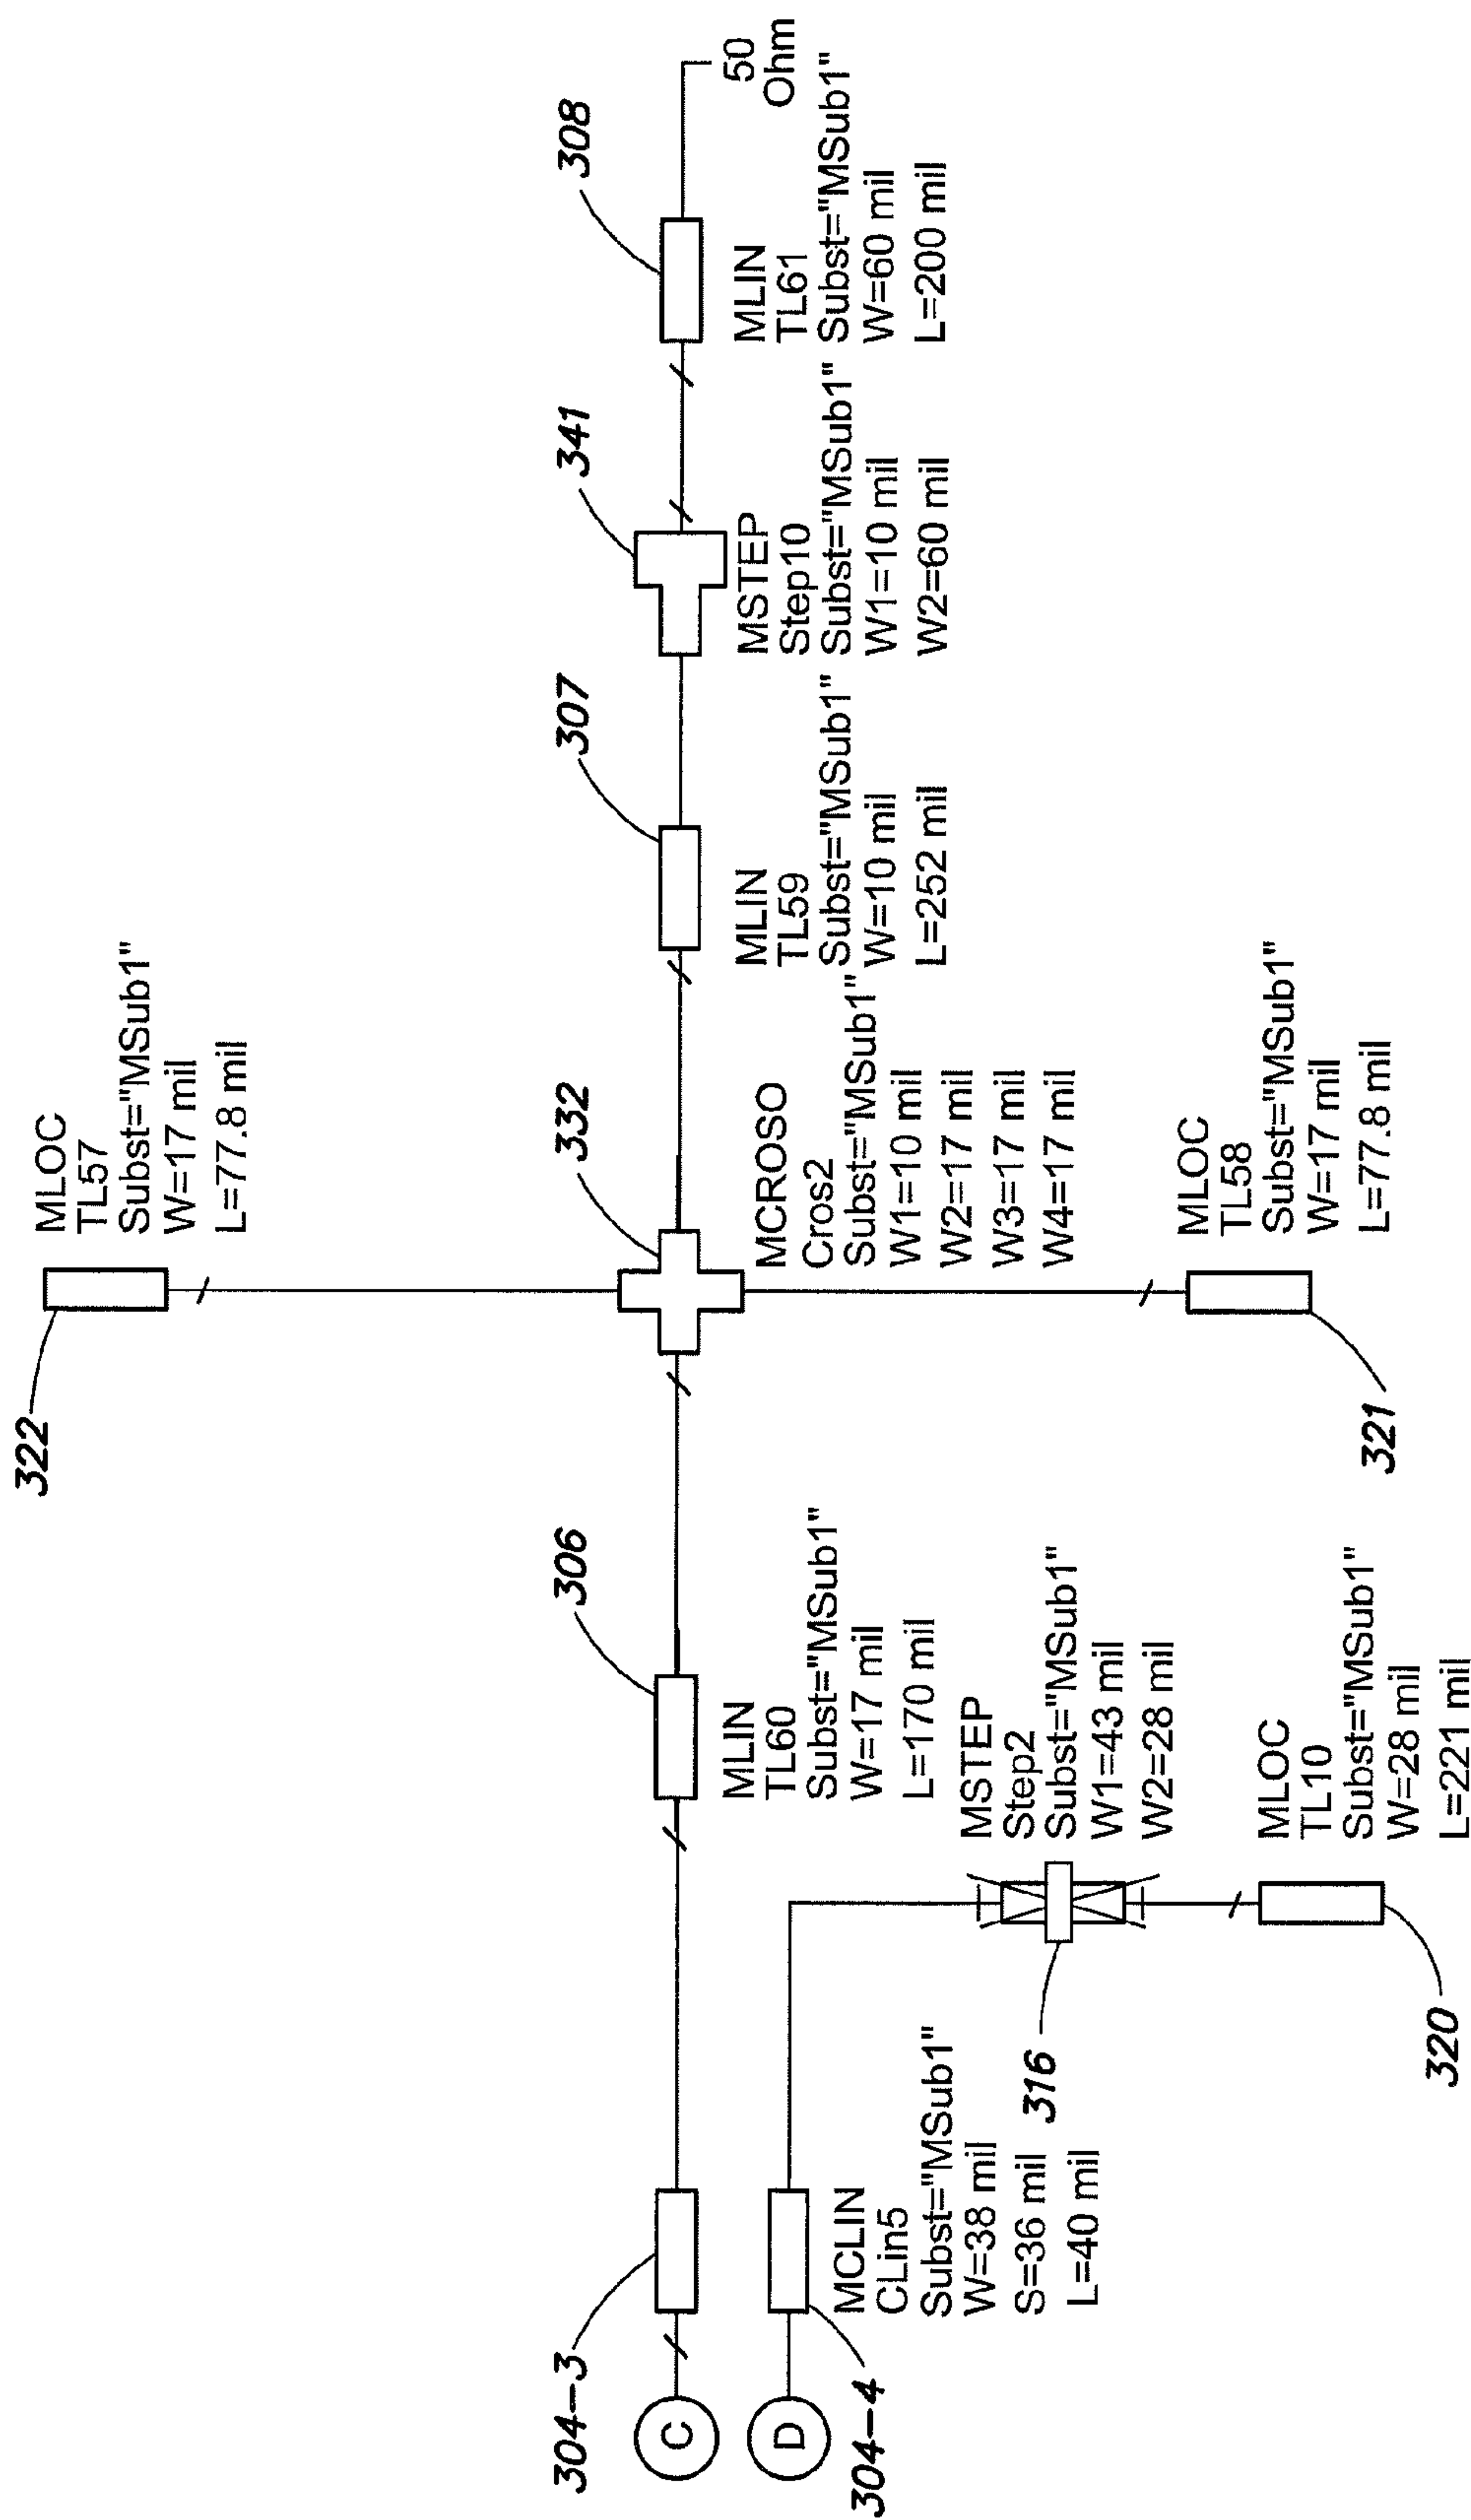 322
MLOC
TL57
Subst="MSub1"
W=17 mil
L=77.8 mil
304-3
306
332
307
341
308
C
50
Ohm
MLIN
TL60
Subst="MSub1"
W=17 mil
L=170 mil
MCROSO
Cros2
Subst="MSub1"
W1=10 mil
W2=17 mil
W3=17 mil
W4=17 mil
MLIN
TL59
Subst="MSub1"
W=10 mil
L=252 mil
MSTEP
Step10
Subst="MSub1"
W1=10 mil
W2=60 mil
MLIN
TL61
Subst="MSub1"
W=60 mil
L=200 mil
D
304-4
MCLIN
CLin5
Subst="MSub1"
W=38 mil
S=36 mil
L=40 mil
316
MSTEP
Step2
Subst="MSub1"
W1=43 mil
W2=28 mil
MLOC
TL10
Subst="MSub1"
W=28 mil
L=221 mil
320
MLOC
TL58
Subst="MSub1"
W=17 mil
L=77.8 mil
321